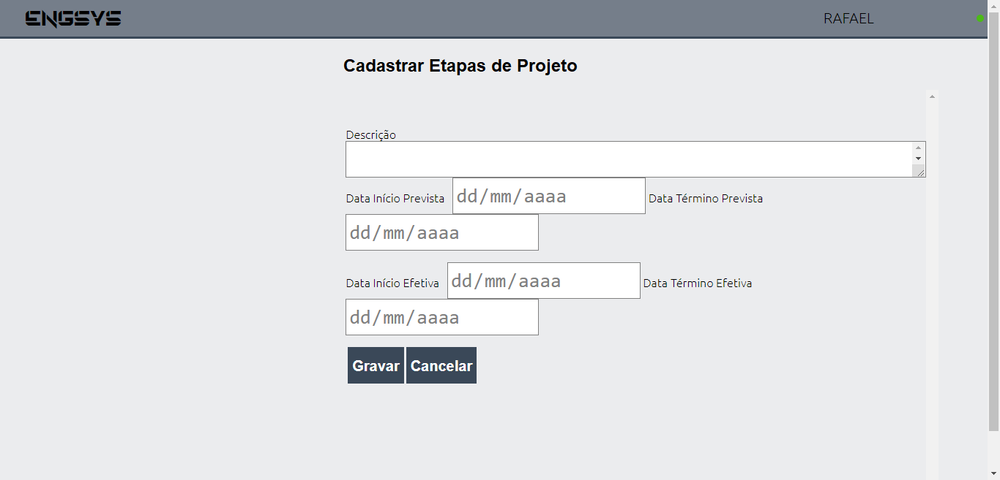 ENGSYS RAFAEL
Cadastrar Etapas de Projeto
Descrição
Data Início Prevista dd/mm/aaaa Data Término Prevista
dd/mm/aaaa
Data Início Efetiva dd/mm/aaaa Data Término Efetiva
dd/mm/aaaa
Gravar Cancelar